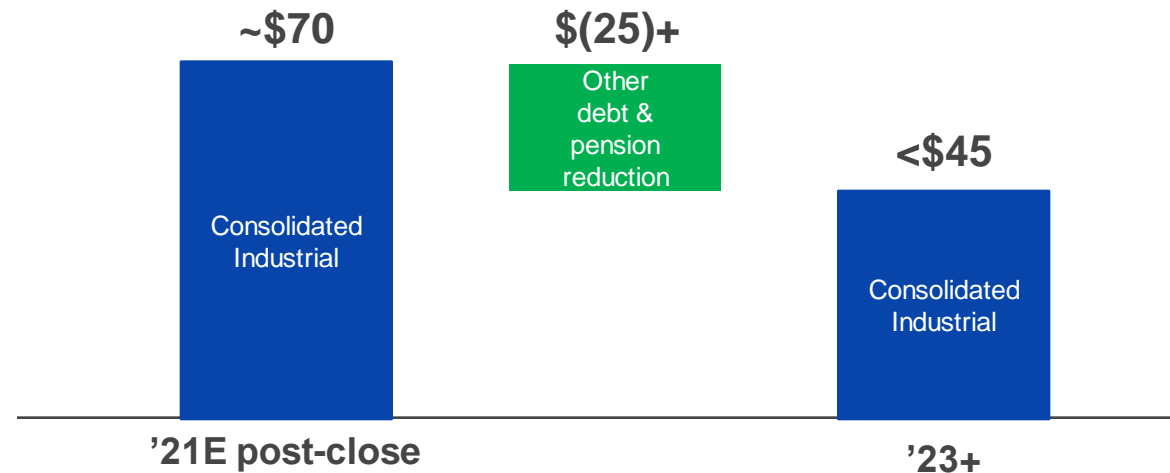 ~$70
$(25)+
Other
debt &
pension
reduction
<$45
Consolidated
Industrial
Consolidated
Industrial
’21E post-close
’23+